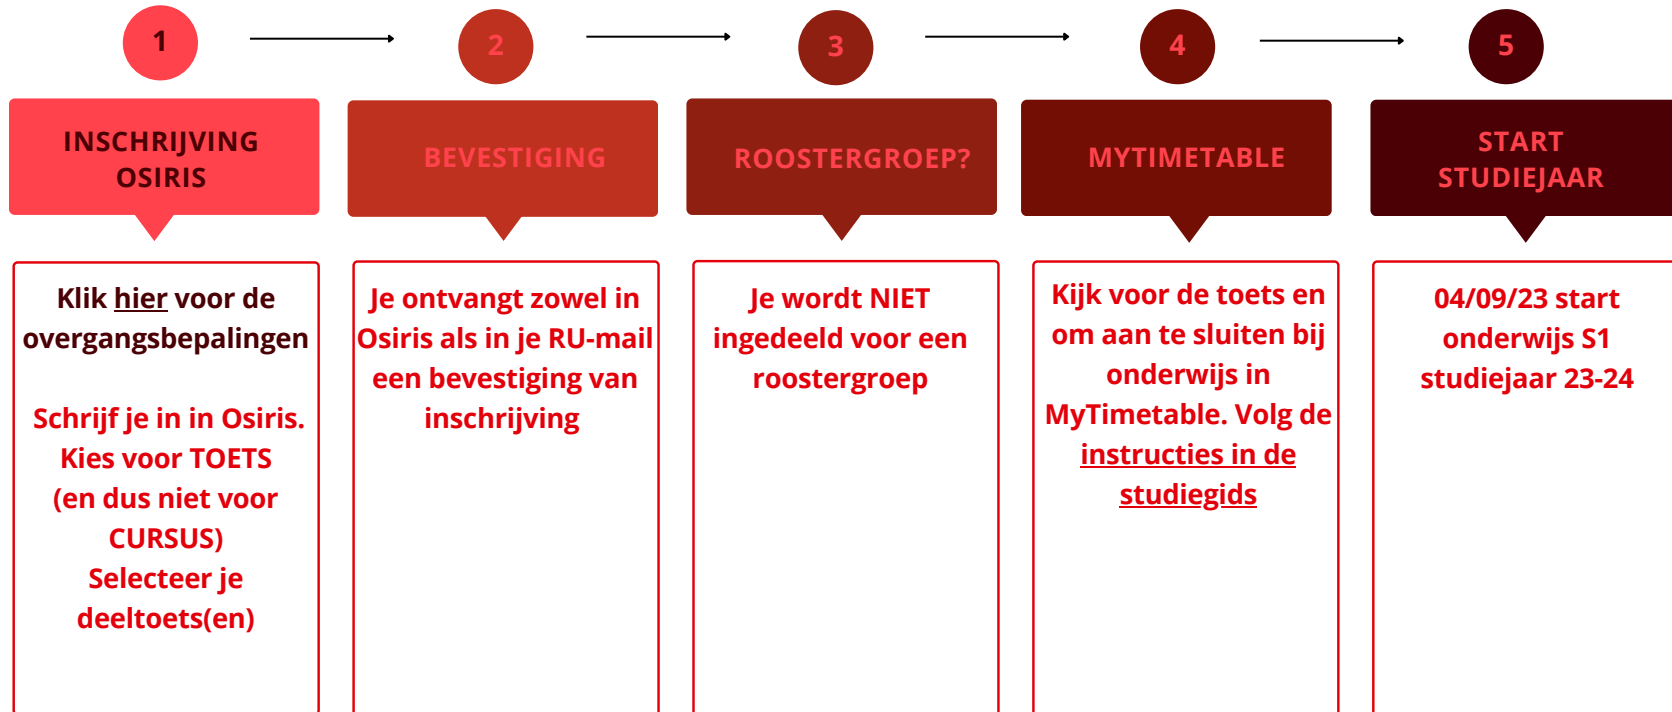 1
2
3
4
5
INSCHRIJVING
OSIRIS
BEVESTIGING
ROOSTERGROEP?
MYTIMETABLE
START
STUDIEJAAR
Klik hier voor de
overgangsbepalingen
Schrijf je in in Osiris.
Kies voor TOETS
(en dus niet voor
CURSUS)
Selecteer je
deeltoets(en)
Je ontvangt zowel in
Osiris als in je RU-mail
een bevestiging van
inschrijving
Je wordt NIET
ingedeeld voor een
roostergroep
Kijk voor de toets en
om aan te sluiten bij
onderwijs in
MyTimetable. Volg de
instructies in de
studiegids
04/09/23 start
onderwijs S1
studiejaar 23-24